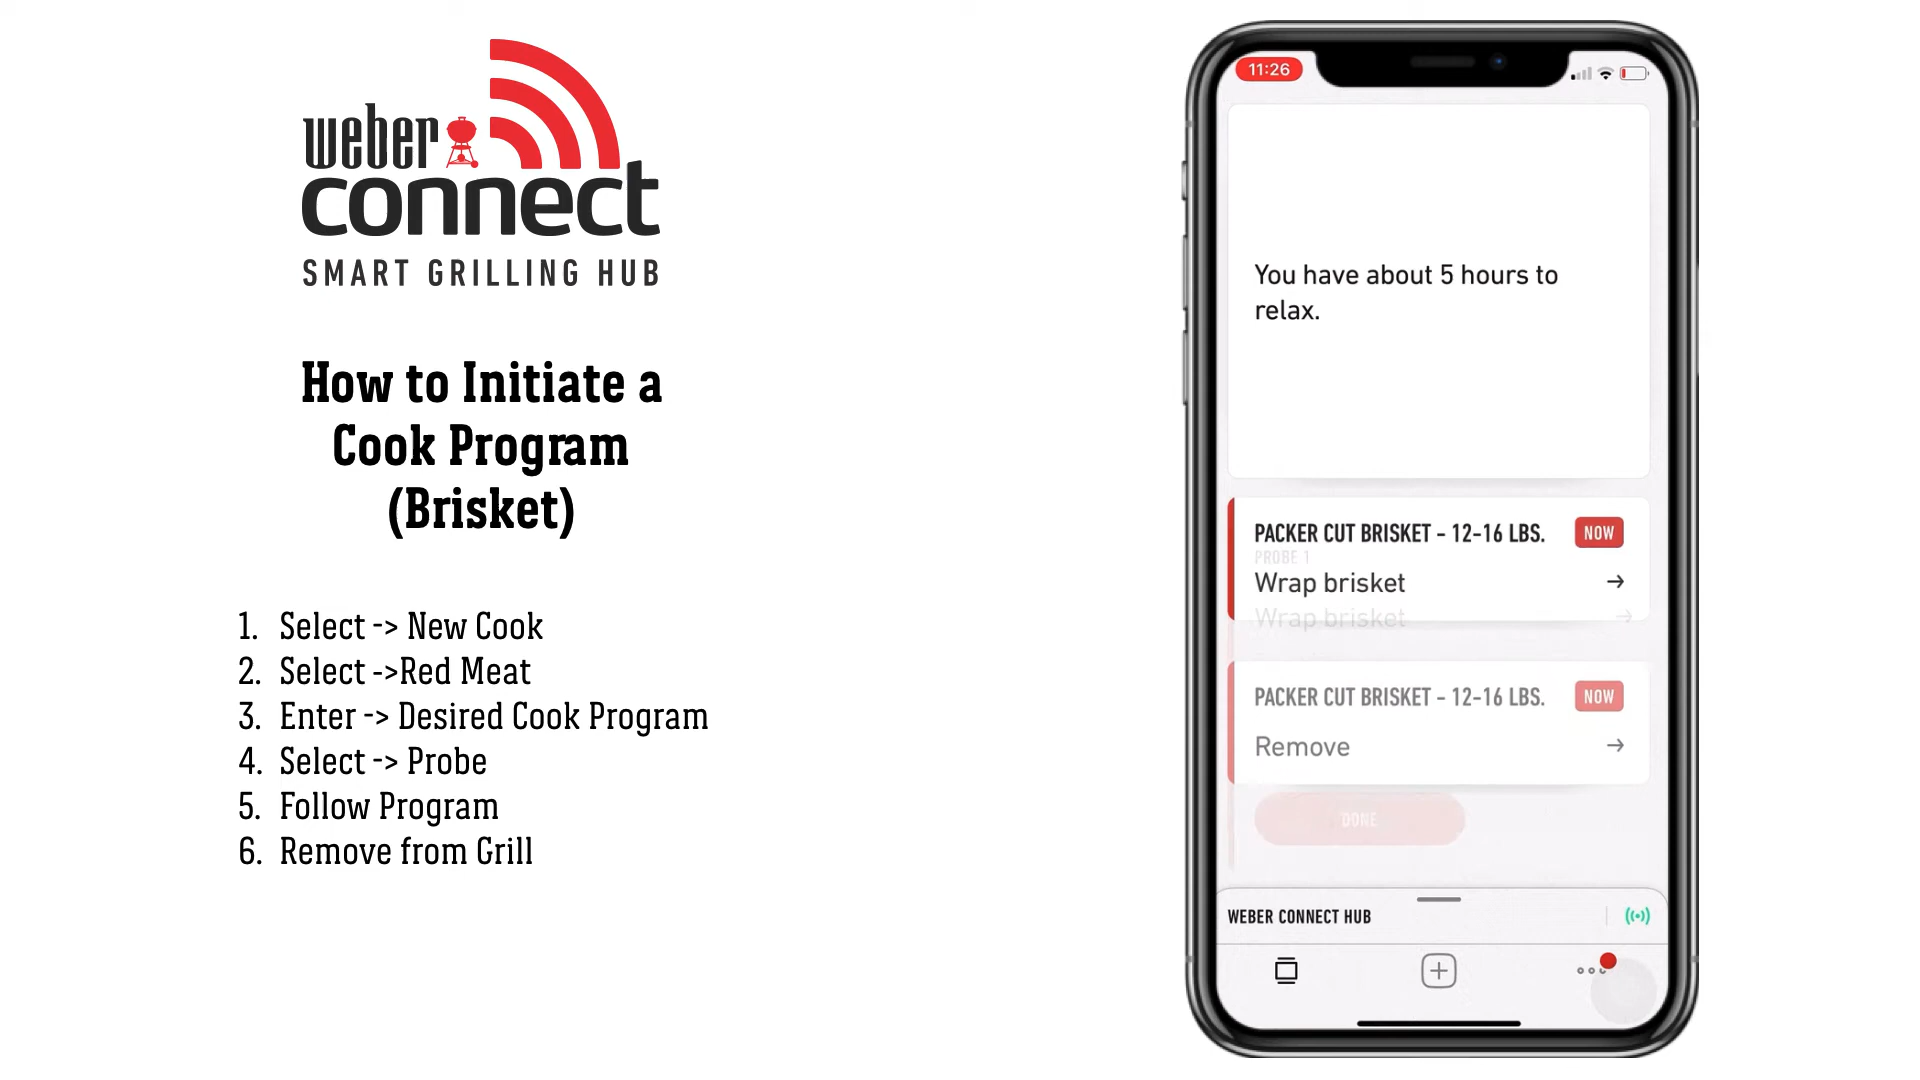 weber
connect
SMART GRILLING HUB
How to Initiate a
Cook Program
(Brisket)
1. Select -> New Cook
2. Select ->Red Meat
3. Enter -> Desired Cook Program
4. Select -> Probe
5. Follow Program
6. Remove from Grill
11:26
You have about 5 hours to
relax.
PACKER CUT BRISKET - 12-16 LBS. NOW
PROBE 1
Wrap brisket
Wrap brisket
PACKER CUT BRISKET - 12-16 LBS. NOW
Remove
DONE
WEBER CONNECT HUB